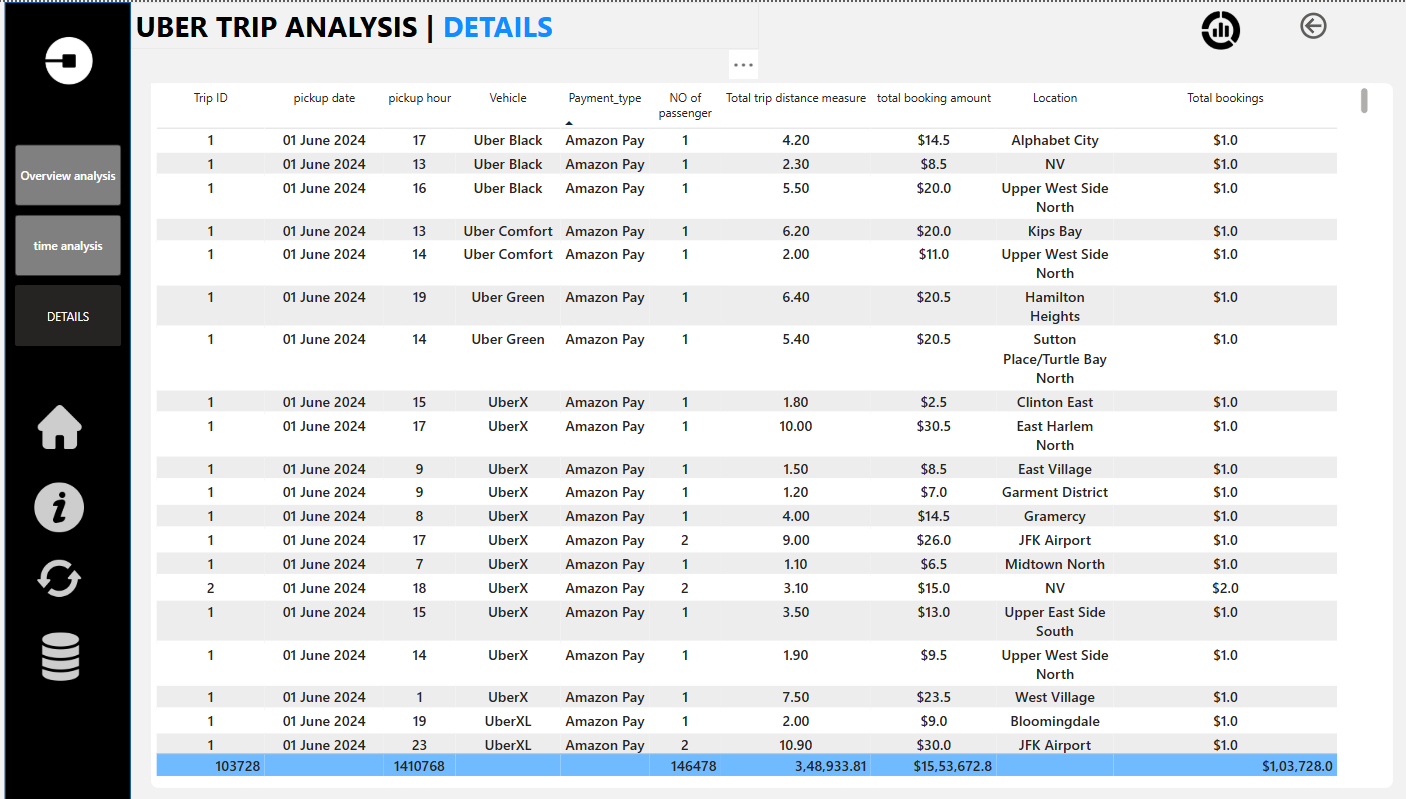 UBER TRIP ANALYSIS | DETAILS
Overview analysis
time analysis
DETAILS
Trip ID pickup date pickup hour Vehicle Payment_type NO of passenger Total trip distance measure total booking amount Location Total bookings
1 01 June 2024 17 Uber Black Amazon Pay 1 4.20 $14.5 Alphabet City $1.0
1 01 June 2024 13 Uber Black Amazon Pay 1 2.30 $8.5 NV $1.0
1 01 June 2024 16 Uber Black Amazon Pay 1 5.50 $20.0 Upper West Side North $1.0
1 01 June 2024 13 Uber Comfort Amazon Pay 1 6.20 $20.0 Kips Bay $1.0
1 01 June 2024 14 Uber Comfort Amazon Pay 1 2.00 $11.0 Upper West Side North $1.0
1 01 June 2024 19 Uber Green Amazon Pay 1 6.40 $20.5 Hamilton Heights $1.0
1 01 June 2024 14 Uber Green Amazon Pay 1 5.40 $20.5 Sutton Place/Turtle Bay North $1.0
1 01 June 2024 15 UberX Amazon Pay 1 1.80 $2.5 Clinton East $1.0
1 01 June 2024 17 UberX Amazon Pay 1 10.00 $30.5 East Harlem North $1.0
1 01 June 2024 9 UberX Amazon Pay 1 1.50 $8.5 East Village $1.0
1 01 June 2024 9 UberX Amazon Pay 1 1.20 $7.0 Garment District $1.0
1 01 June 2024 8 UberX Amazon Pay 1 4.00 $14.5 Gramercy $1.0
1 01 June 2024 17 UberX Amazon Pay 2 9.00 $26.0 JFK Airport $1.0
1 01 June 2024 7 UberX Amazon Pay 1 1.10 $6.5 Midtown North $1.0
2 01 June 2024 18 UberX Amazon Pay 2 3.10 $15.0 NV $2.0
1 01 June 2024 15 UberX Amazon Pay 1 3.50 $13.0 Upper East Side South $1.0
1 01 June 2024 14 UberX Amazon Pay 1 1.90 $9.5 Upper West Side North $1.0
1 01 June 2024 1 UberX Amazon Pay 1 7.50 $23.5 West Village $1.0
1 01 June 2024 19 UberXL Amazon Pay 1 2.00 $9.0 Bloomingdale $1.0
1 01 June 2024 23 UberXL Amazon Pay 2 10.90 $30.0 JFK Airport $1.0
103728 1410768 146478 3,48,933.81 $15,53,672.8 $1,03,728.0